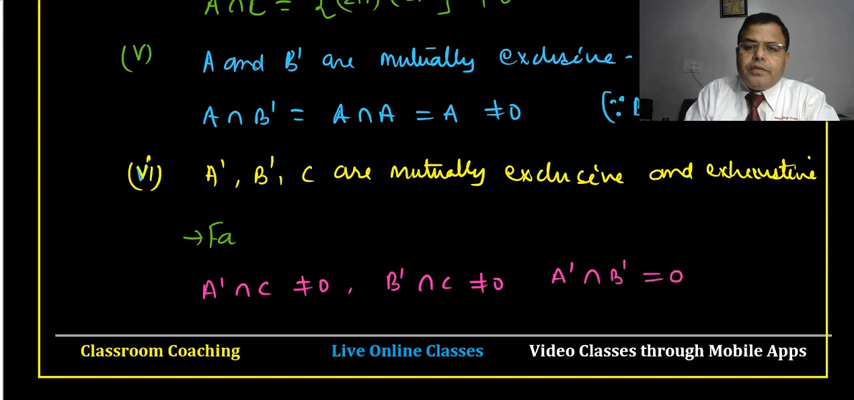 A∩C =
(V) A and B' are mutually exclusive -
A ∩ B' = A ∩ A = A ≠0 (∵ B
(Vi) A', B', C are mutually exclusive and exhaustive
→Fa
A' ∩ C ≠0, B' ∩ C ≠0 A' ∩ B' = 0
Classroom Coaching Live Online Classes Video Classes through Mobile Apps